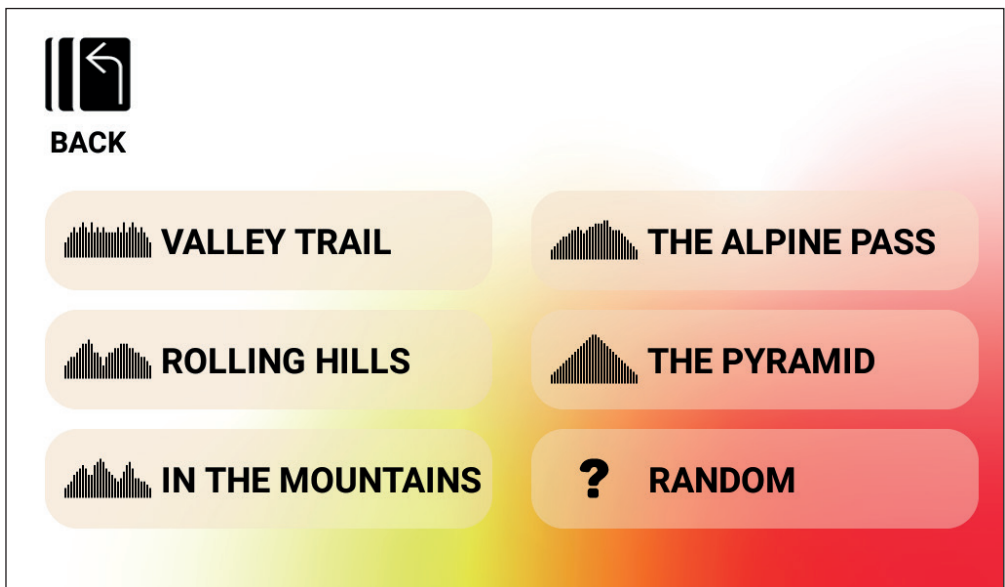 BACK
VALLEY TRAIL
THE ALPINE PASS
ROLLING HILLS
THE PYRAMID
IN THE MOUNTAINS
? RANDOM